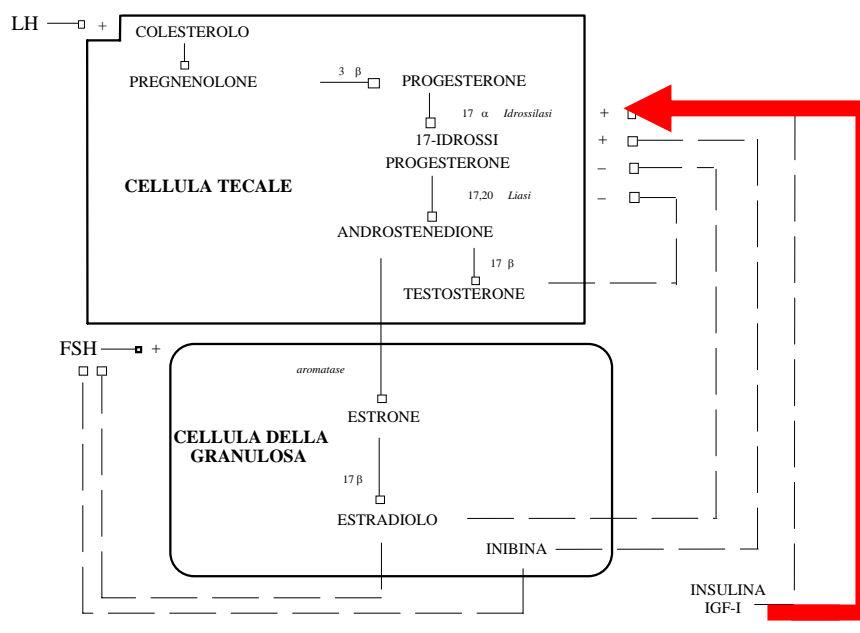 LH +
COLESTEROLO
PREGNENOLONE
3 β
PROGESTERONE
17 α Idrossilasi
+
17-IDROSSI
PROGESTERONE
+
–
CELLULA TECALE
17,20 Liasi
–
ANDROSTENEDIONE
17 β
TESTOSTERONE
FSH +
aromatase
ESTRONE
CELLULA DELLA
GRANULOSA
17 β
ESTRADIOLO
INIBINA
INSULINA
IGF-I